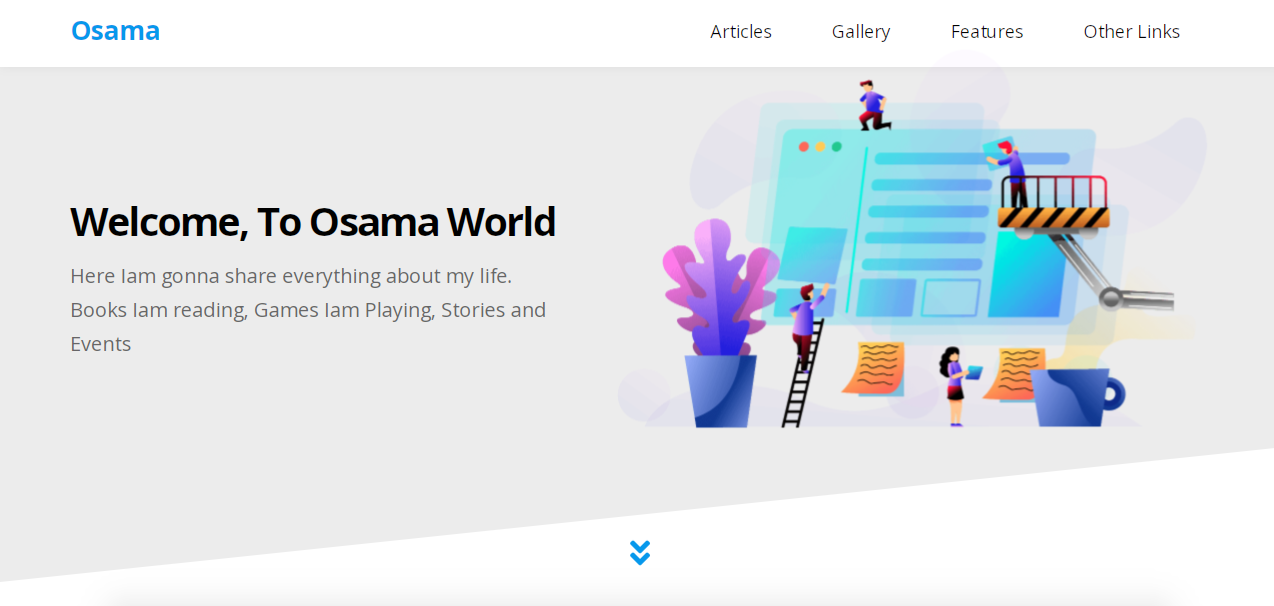 Osama
Articles
Gallery
Features
Other Links
Welcome, To Osama World
Here Iam gonna share everything about my life.
Books Iam reading, Games Iam Playing, Stories and
Events